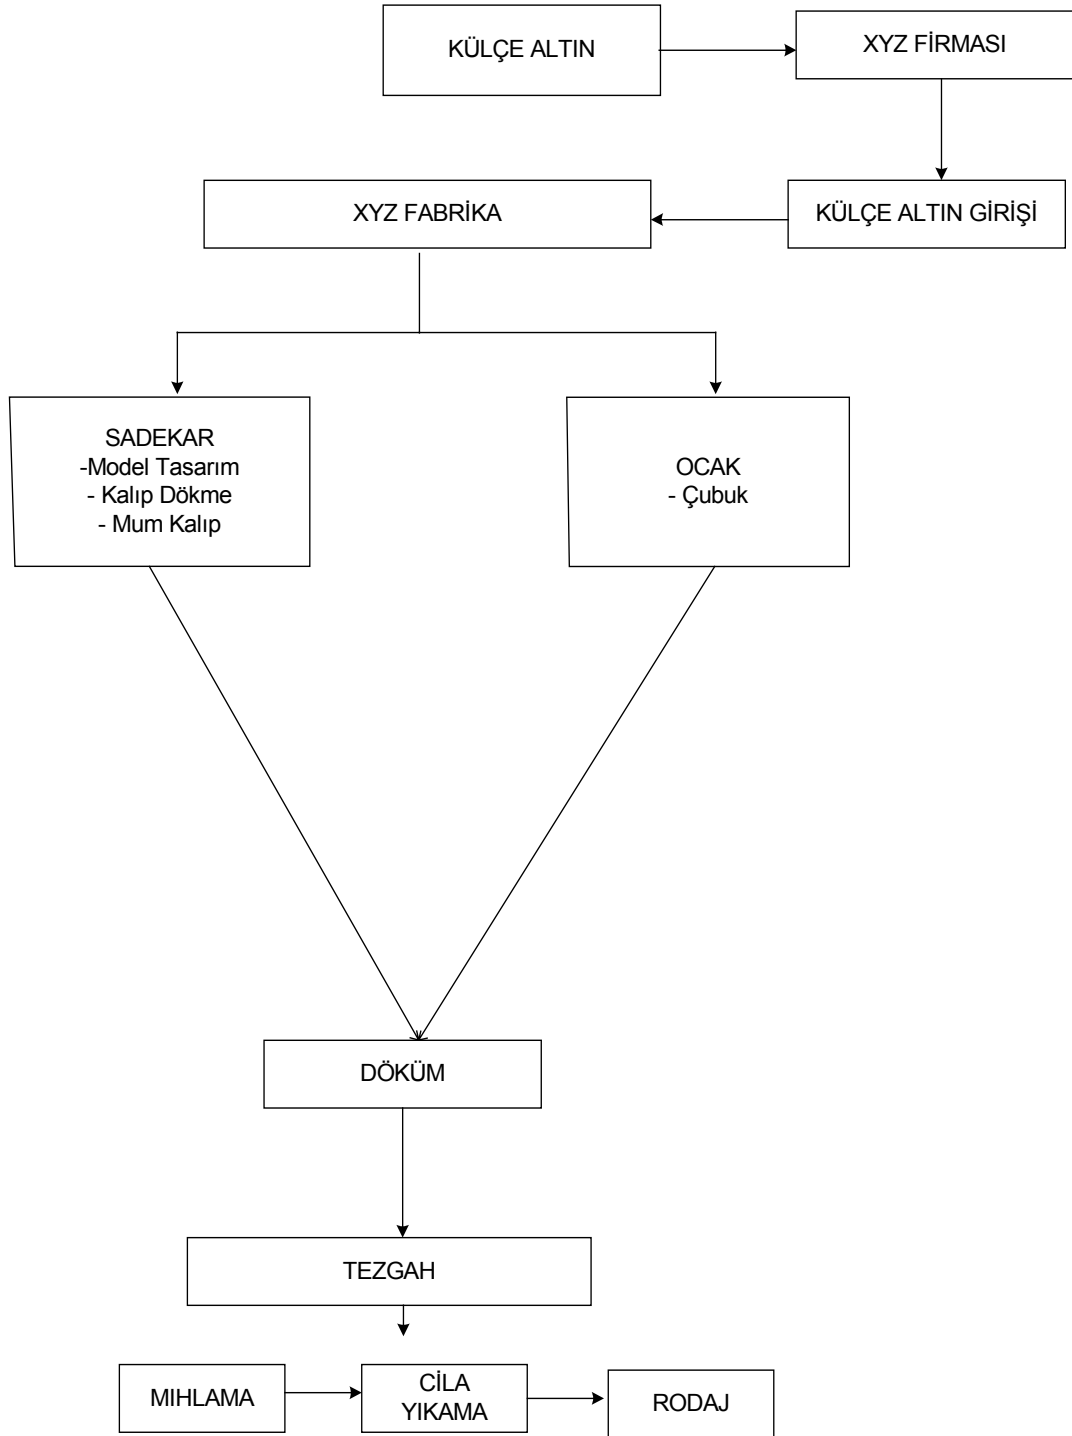 KÜLÇE ALTIN
XYZ FİRMASI
XYZ FABRİKA
KÜLÇE ALTIN GİRİŞİ
SADEKAR
-Model Tasarım
- Kalıp Dökme
- Mum Kalıp
OCAK
- Çubuk
DÖKÜM
TEZGAH
MIHLAMA
CİLA
YIKAMA
RODAJ